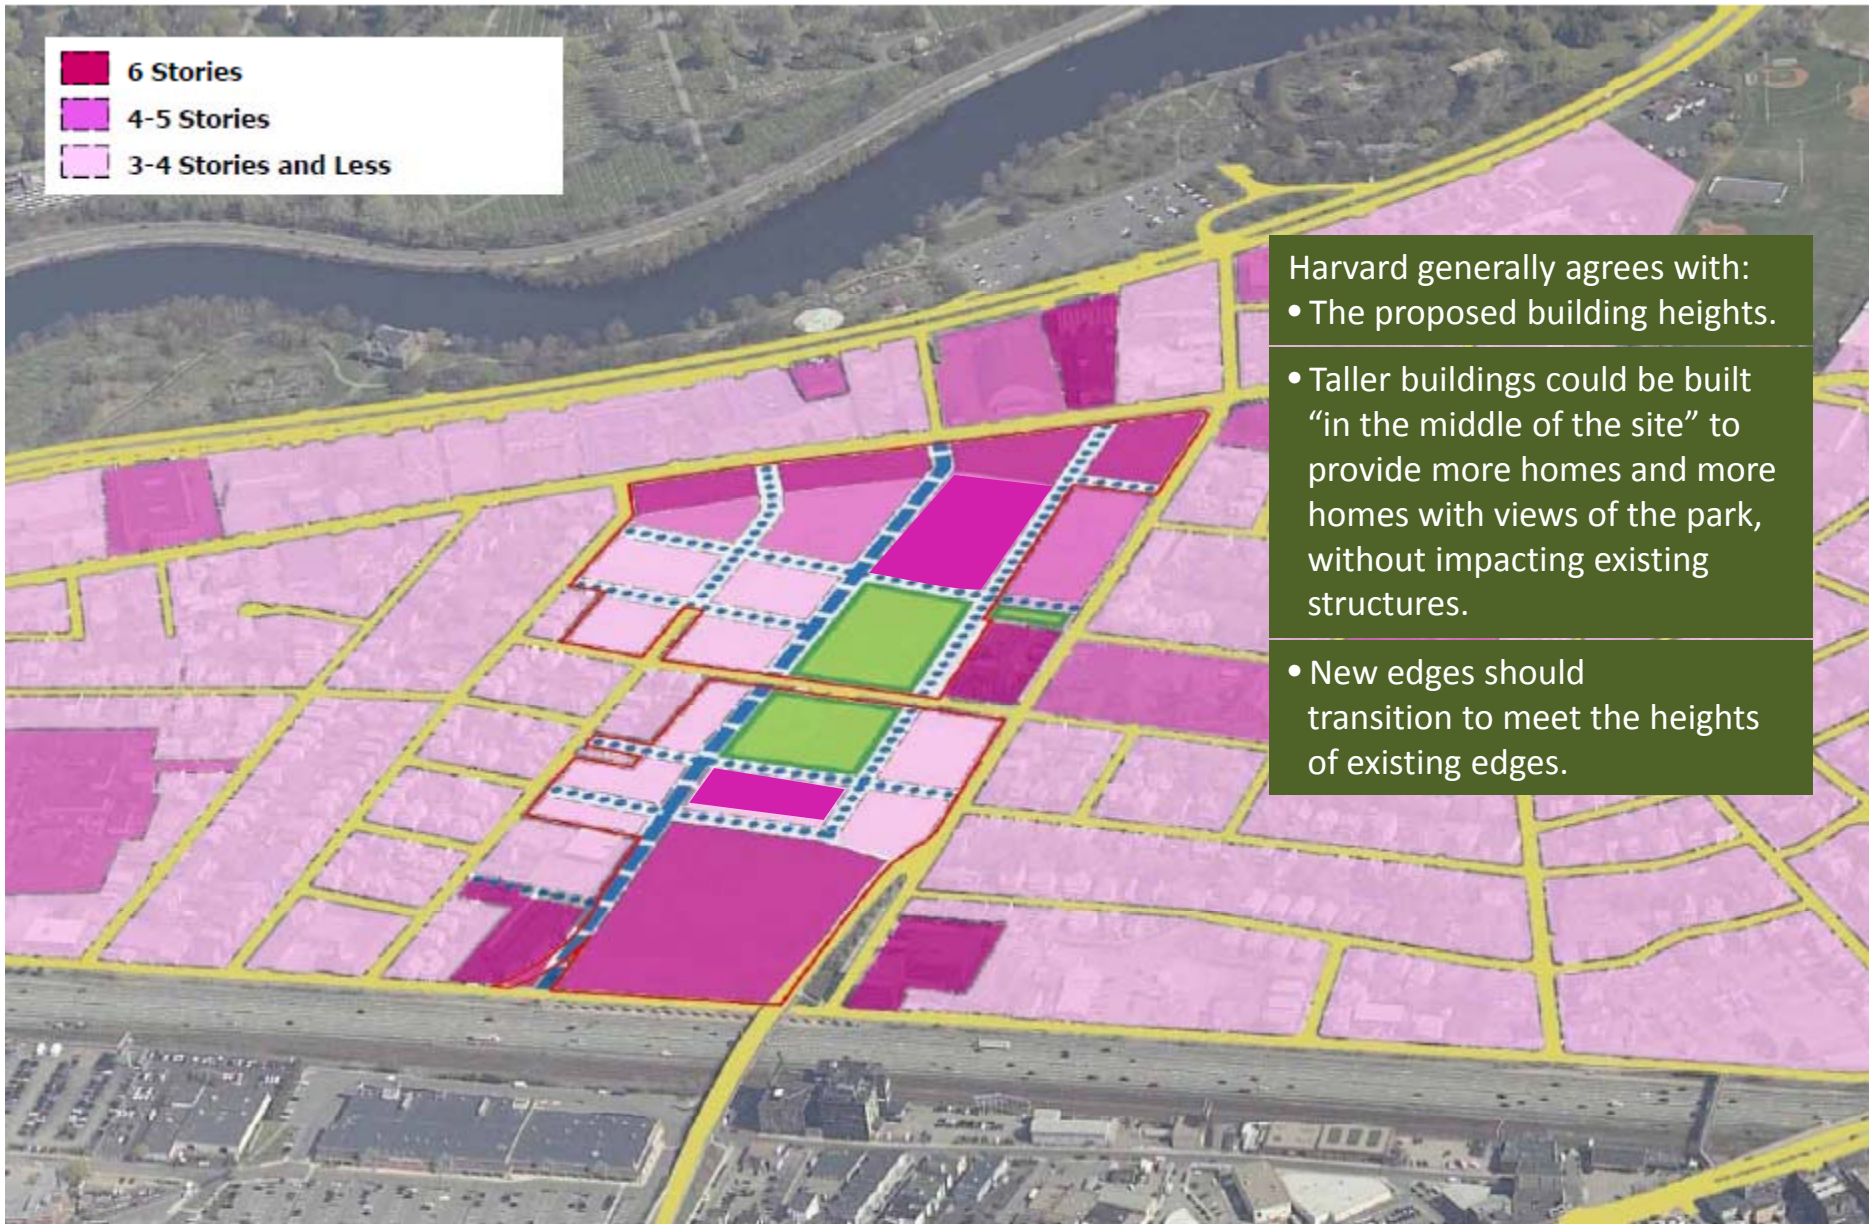 6 Stories
4-5 Stories
3-4 Stories and Less
Harvard generally agrees with:
• The proposed building heights.
• Taller buildings could be built
“in the middle of the site” to
provide more homes and more
homes with views of the park,
without impacting existing
structures.
• New edges should
transition to meet the heights
of existing edges.